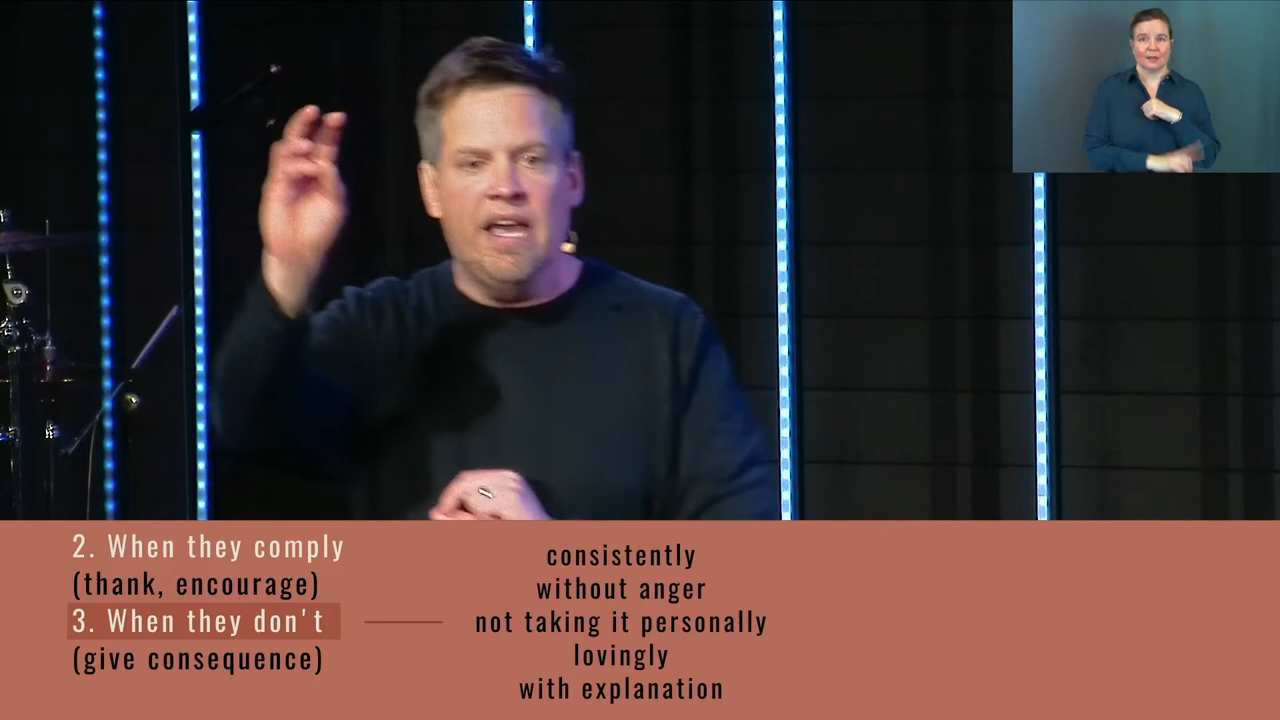 2. When they comply
(thank, encourage)
3. When they don't
(give consequence)
consistently
without anger
not taking it personally
lovingly
with explanation